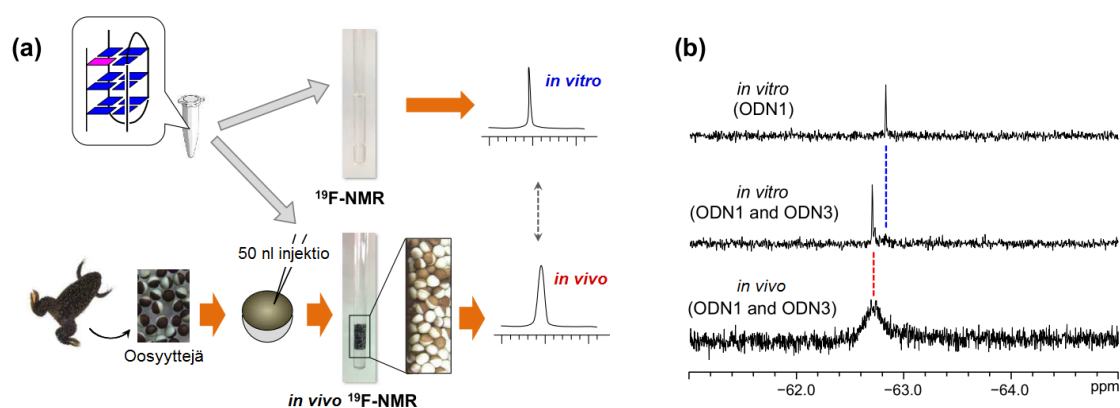 (a)
in vitro
¹⁹F-NMR
50 nl injektio
in vivo
Oosyyttejä
in vivo ¹⁹F-NMR
(b)
in vitro
(ODN1)
in vitro
(ODN1 and ODN3)
in vivo
(ODN1 and ODN3)
−62.0 −63.0 −64.0 ppm